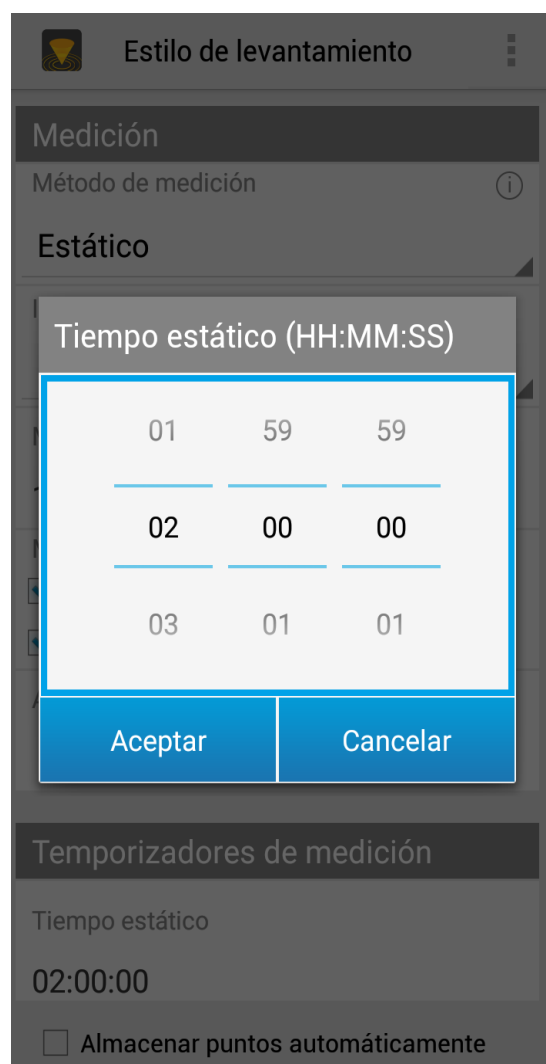 Estilo de levantamiento
Medición
Método de medición
Estático
Tiempo estático (HH:MM:SS)
01 59 59
02 00 00
03 01 01
Aceptar Cancelar
Temporizadores de medición
Tiempo estático
02:00:00
Almacenar puntos automáticamente